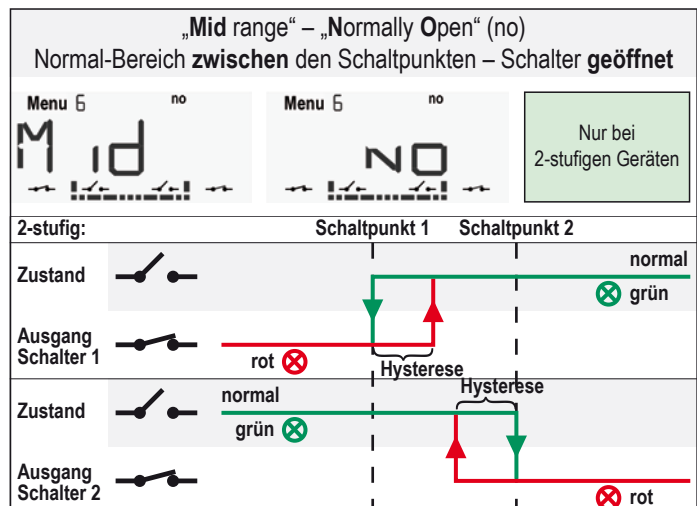 „Mid range“ – „Normally Open“ (no)
Normal-Bereich zwischen den Schaltpunkten – Schalter geöffnet
Menu 6 no
Mid
Menu 6 no
NO
Nur bei
2-stufigen Geräten
2-stufig: Schaltpunkt 1 Schaltpunkt 2
normal
Zustand
grün
Ausgang
Schalter 1
rot
Hysterese
Hysterese
normal
Zustand
grün
Ausgang
Schalter 2
rot